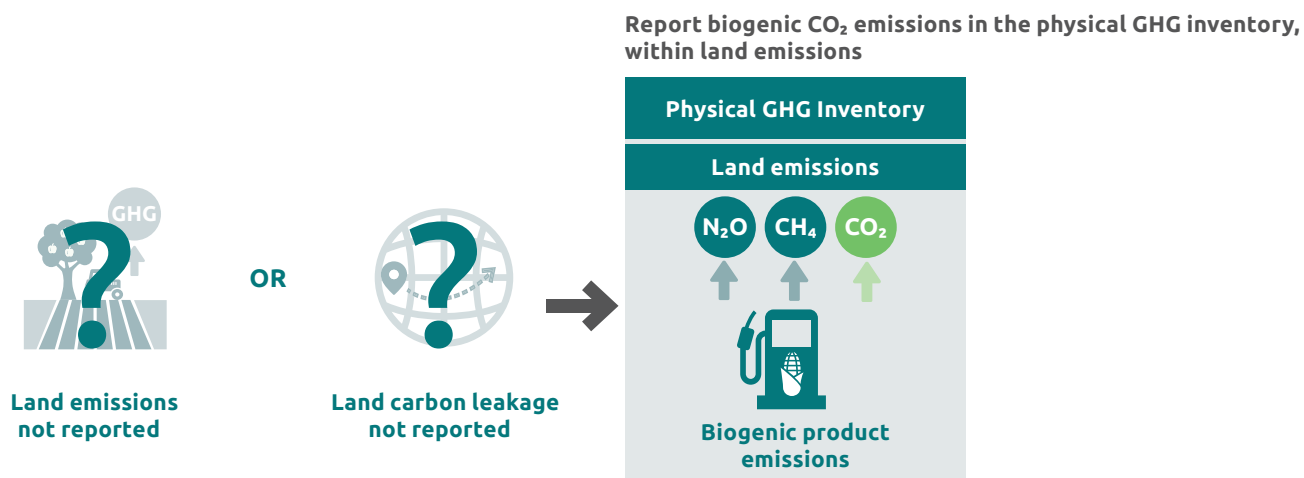 Report biogenic CO₂ emissions in the physical GHG inventory,
within land emissions
Physical GHG Inventory
Land emissions
GHG
N₂O CH₄ CO₂
OR
Land emissions
not reported
Land carbon leakage
not reported
Biogenic product
emissions